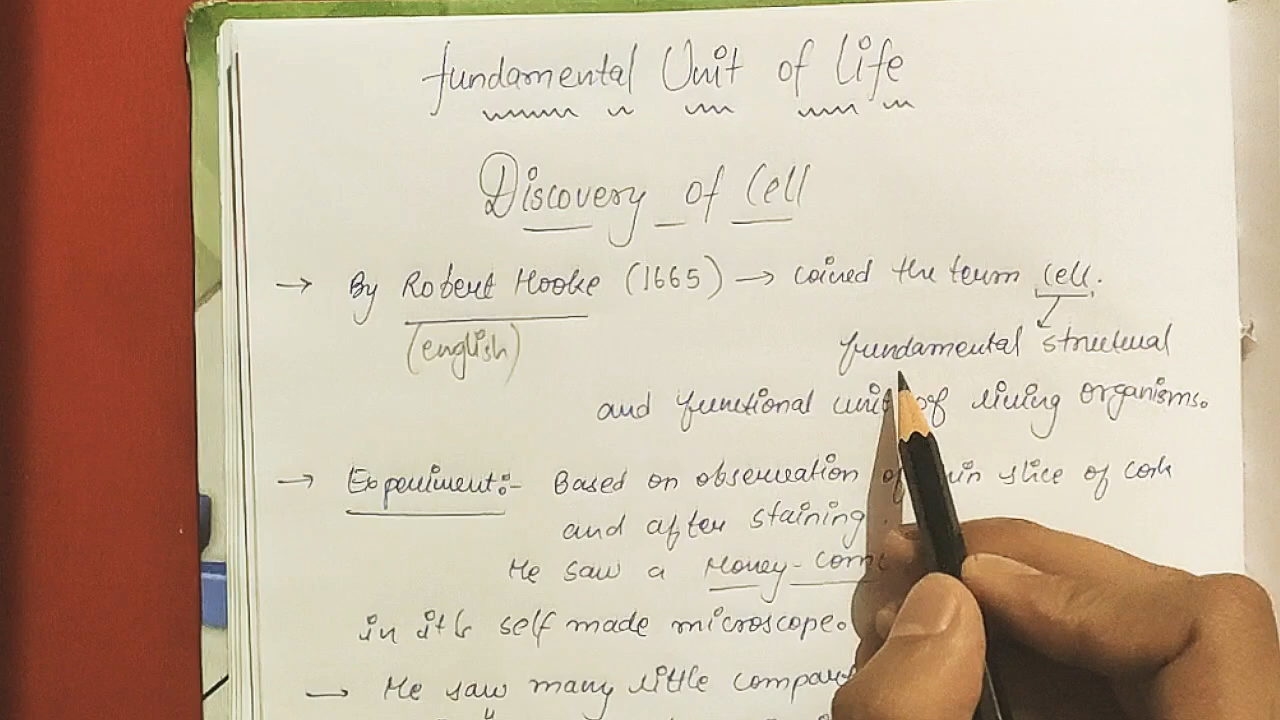 fundamental Unit of life
Discovery of Cell
→ By Robert Hooke (1665) → coined the term cell.
(english)
fundamental structural
and functional unit of living organisms.
→ Experiment:- Based on observation slice of cork
and after staining
He saw a Honey-comb
in its self made microscope.
→ He saw many little